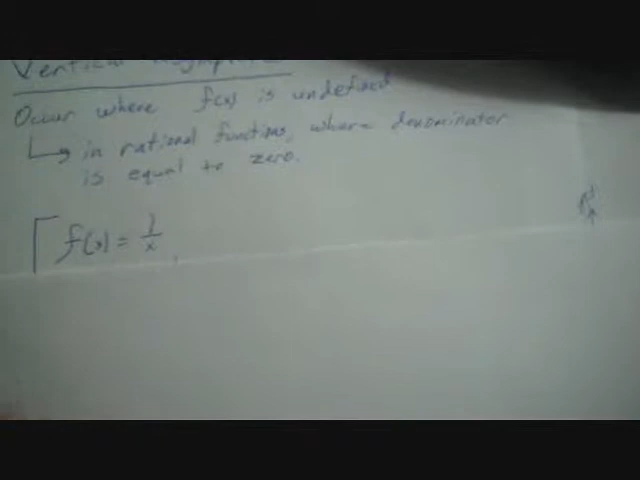 Vertical Asymptotes
Occur where f(x) is undefined
↳ in rational functions, where denominator
is equal to zero.
f(x) = 1/x